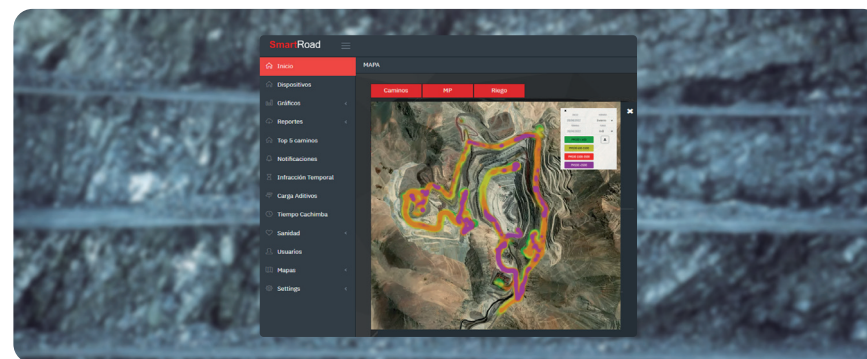 SmartRoad
Inicio
MAPA
Dispositivos
Caminos MP Riego
Gráficos
Reportes
Top 5 caminos
Notificaciones
Infracción Temporal
Carga Aditivos
Tiempo Cachimba
Sanidad
Usuarios
Mapas
Settings